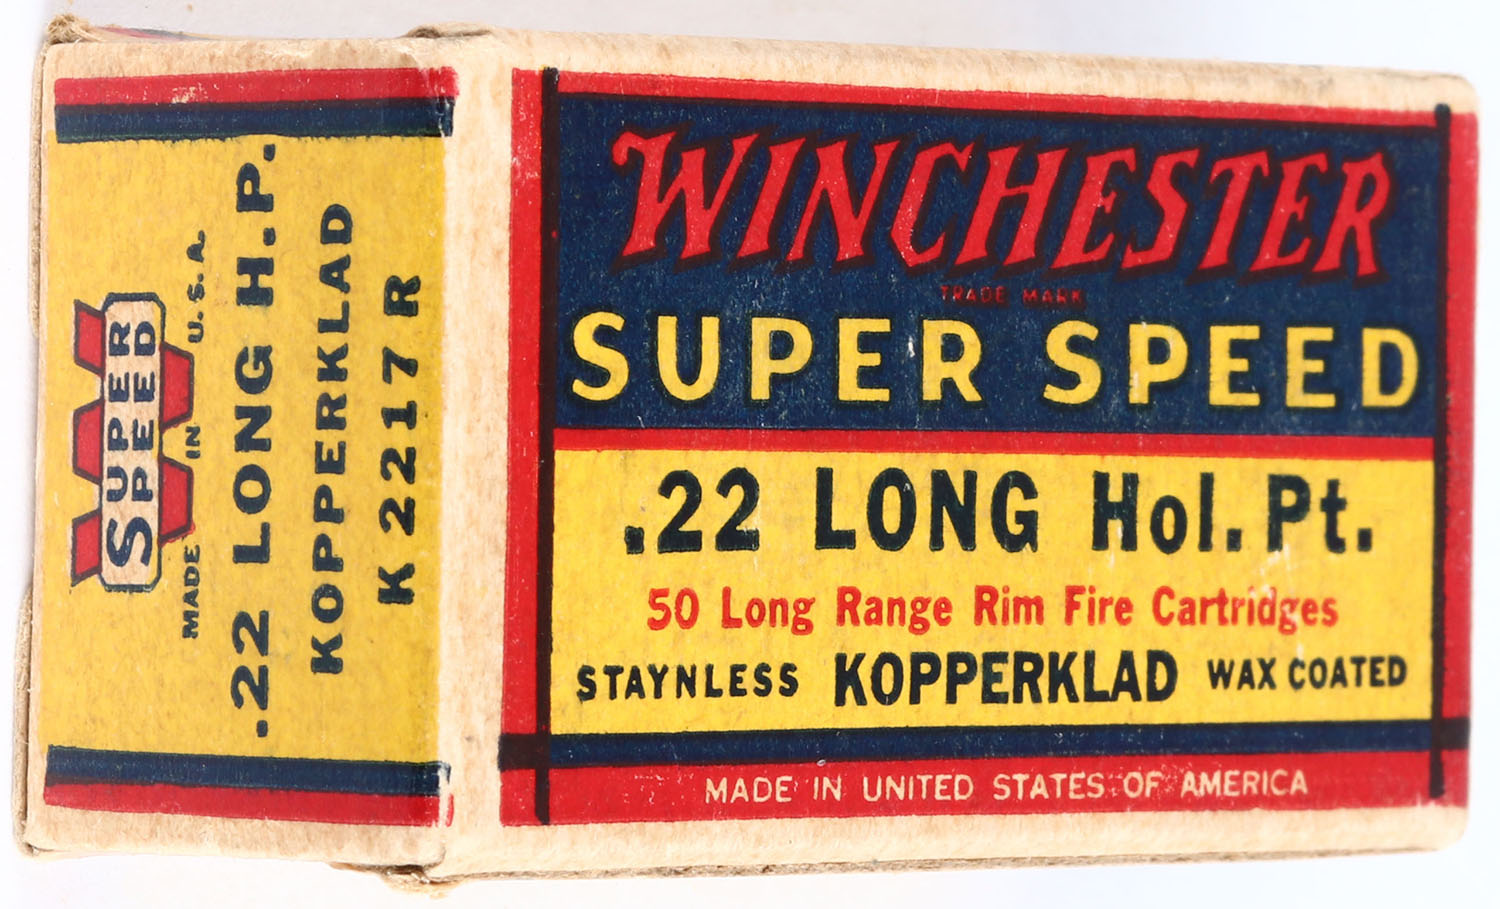 WINCHESTER
TRADE MARK
SUPER SPEED
.22 LONG Hol. Pt.
50 Long Range Rim Fire Cartridges
STAYNLESS KOPPERKLAD WAX COATED
MADE IN UNITED STATES OF AMERICA
W
SUPER
SPEED
MADE IN U.S.A.
.22 LONG H.P.
KOPPERKLAD
K 2217 R